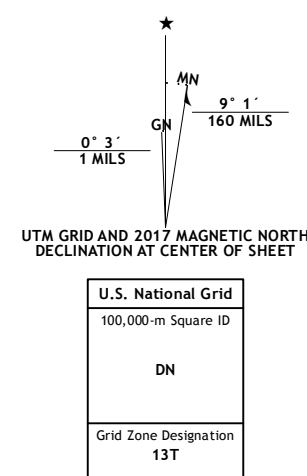 ★
MN
GN
9° 1´
160 MILS
0° 3´
1 MILS
UTM GRID AND 2017 MAGNETIC NORTH
DECLINATION AT CENTER OF SHEET
U.S. National Grid
100,000-m Square ID
DN
Grid Zone Designation
13T